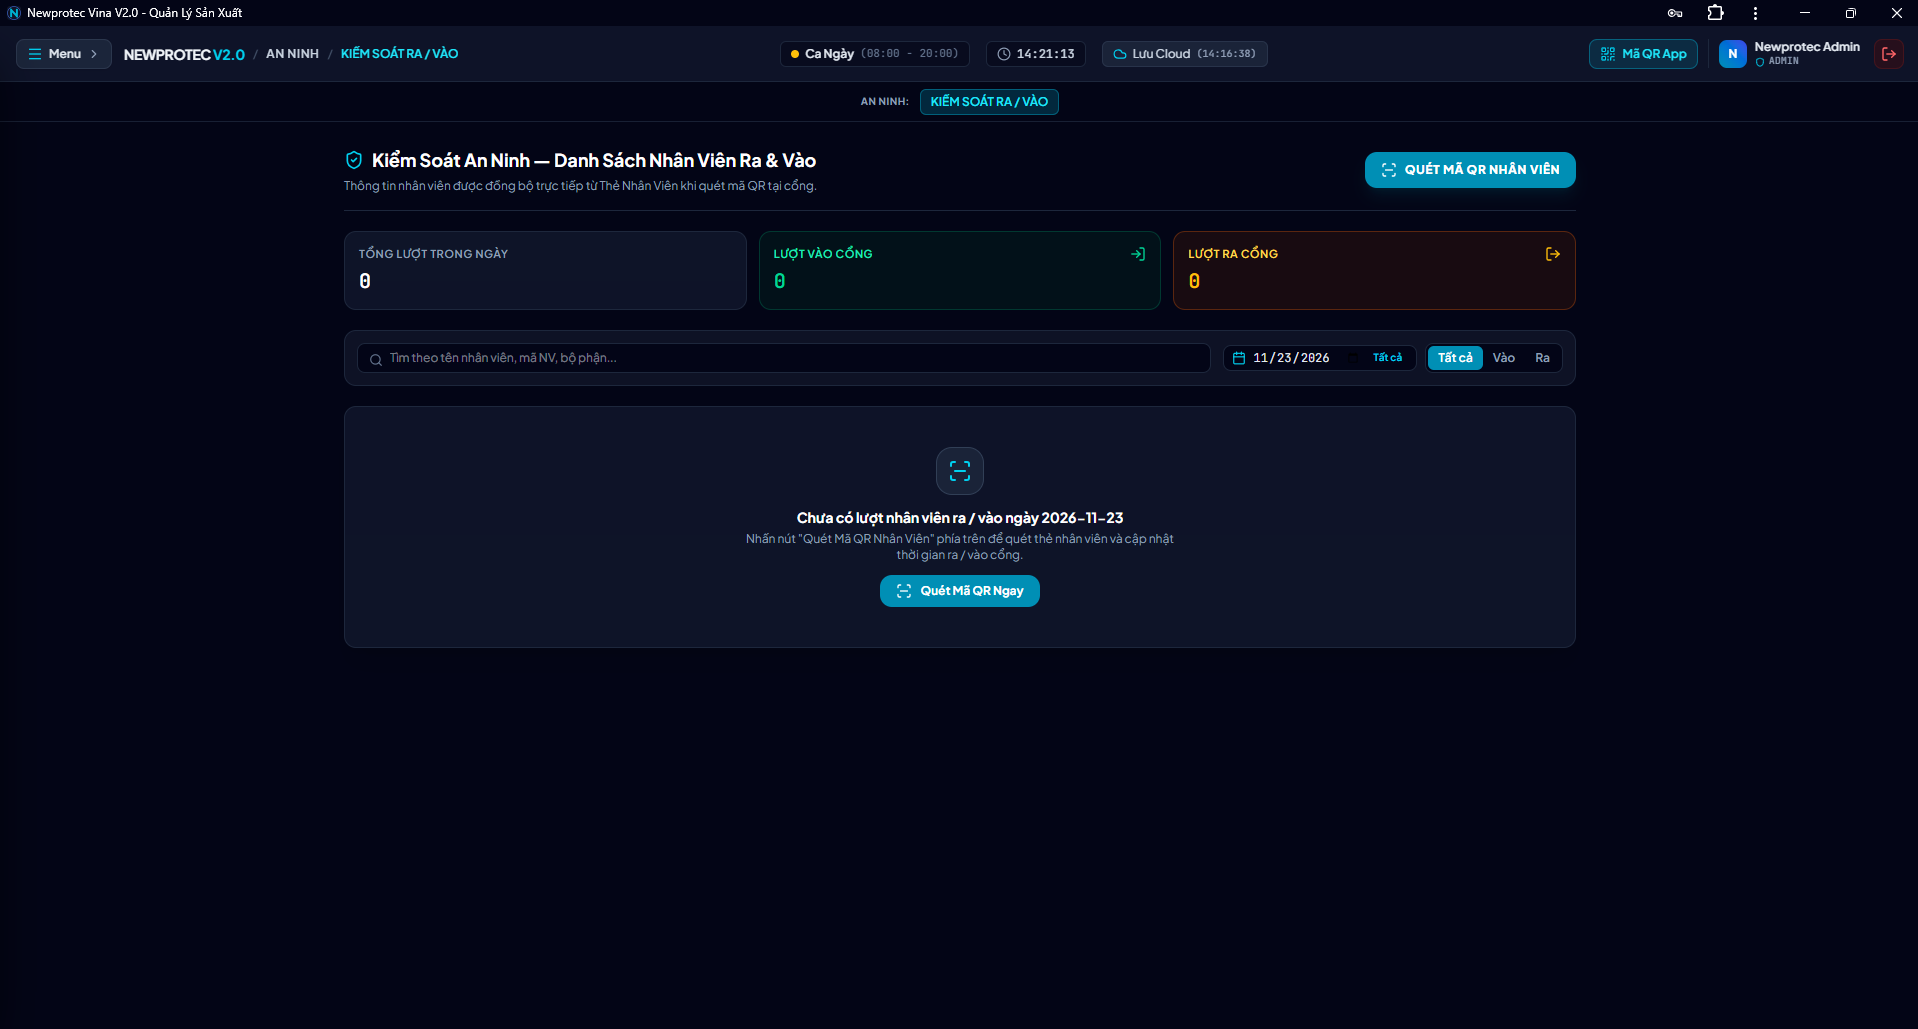 Newprotec Vina V2.0 - Quản Lý Sản Xuất
Menu
NEWPROTEC V2.0 / AN NINH / KIỂM SOÁT RA / VÀO
Ca Ngày (08:00 - 20:00)
14:21:13
Lưu Cloud (14:16:38)
Mã QR App
N
Newprotec Admin
ADMIN
AN NINH:
KIỂM SOÁT RA / VÀO
Kiểm Soát An Ninh — Danh Sách Nhân Viên Ra & Vào
Thông tin nhân viên được đồng bộ trực tiếp từ Thẻ Nhân Viên khi quét mã QR tại cổng.
QUÉT MÃ QR NHÂN VIÊN
TỔNG LƯỢT TRONG NGÀY
0
LƯỢT VÀO CỔNG
0
LƯỢT RA CỔNG
0
Tìm theo tên nhân viên, mã NV, bộ phận...
11/23/2026
Tất cả
Tất cả
Vào
Ra
Chưa có lượt nhân viên ra / vào ngày 2026-11-23
Nhấn nút "Quét Mã QR Nhân Viên" phía trên để quét thẻ nhân viên và cập nhật
thời gian ra / vào cổng.
Quét Mã QR Ngay